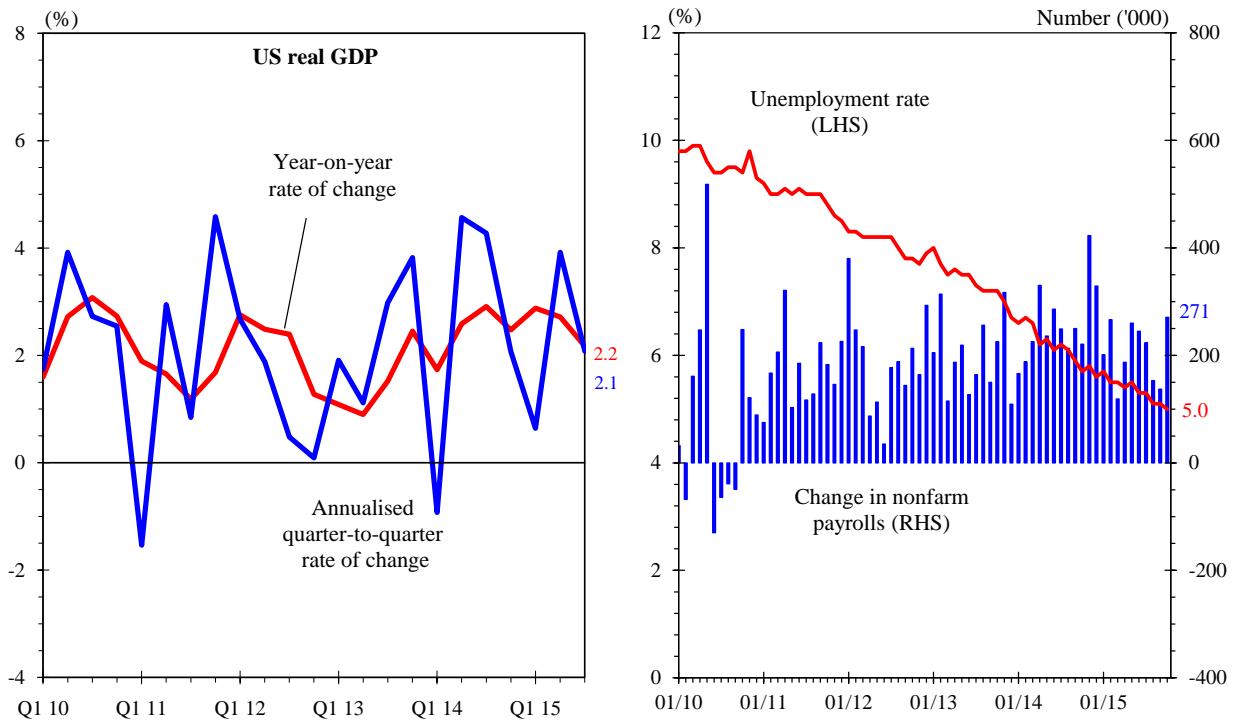 (%)
US real GDP
8
6
4
2
0
-2
-4
Year-on-year
rate of change
Annualised
quarter-to-quarter
rate of change
2.2
2.1
Q1 10 Q1 11 Q1 12 Q1 13 Q1 14 Q1 15
(%) Number ('000)
12
10
8
6
4
2
0
Unemployment rate
(LHS)
Change in nonfarm
payrolls (RHS)
271
5.0
800
600
400
200
0
-200
-400
01/10 01/11 01/12 01/13 01/14 01/15